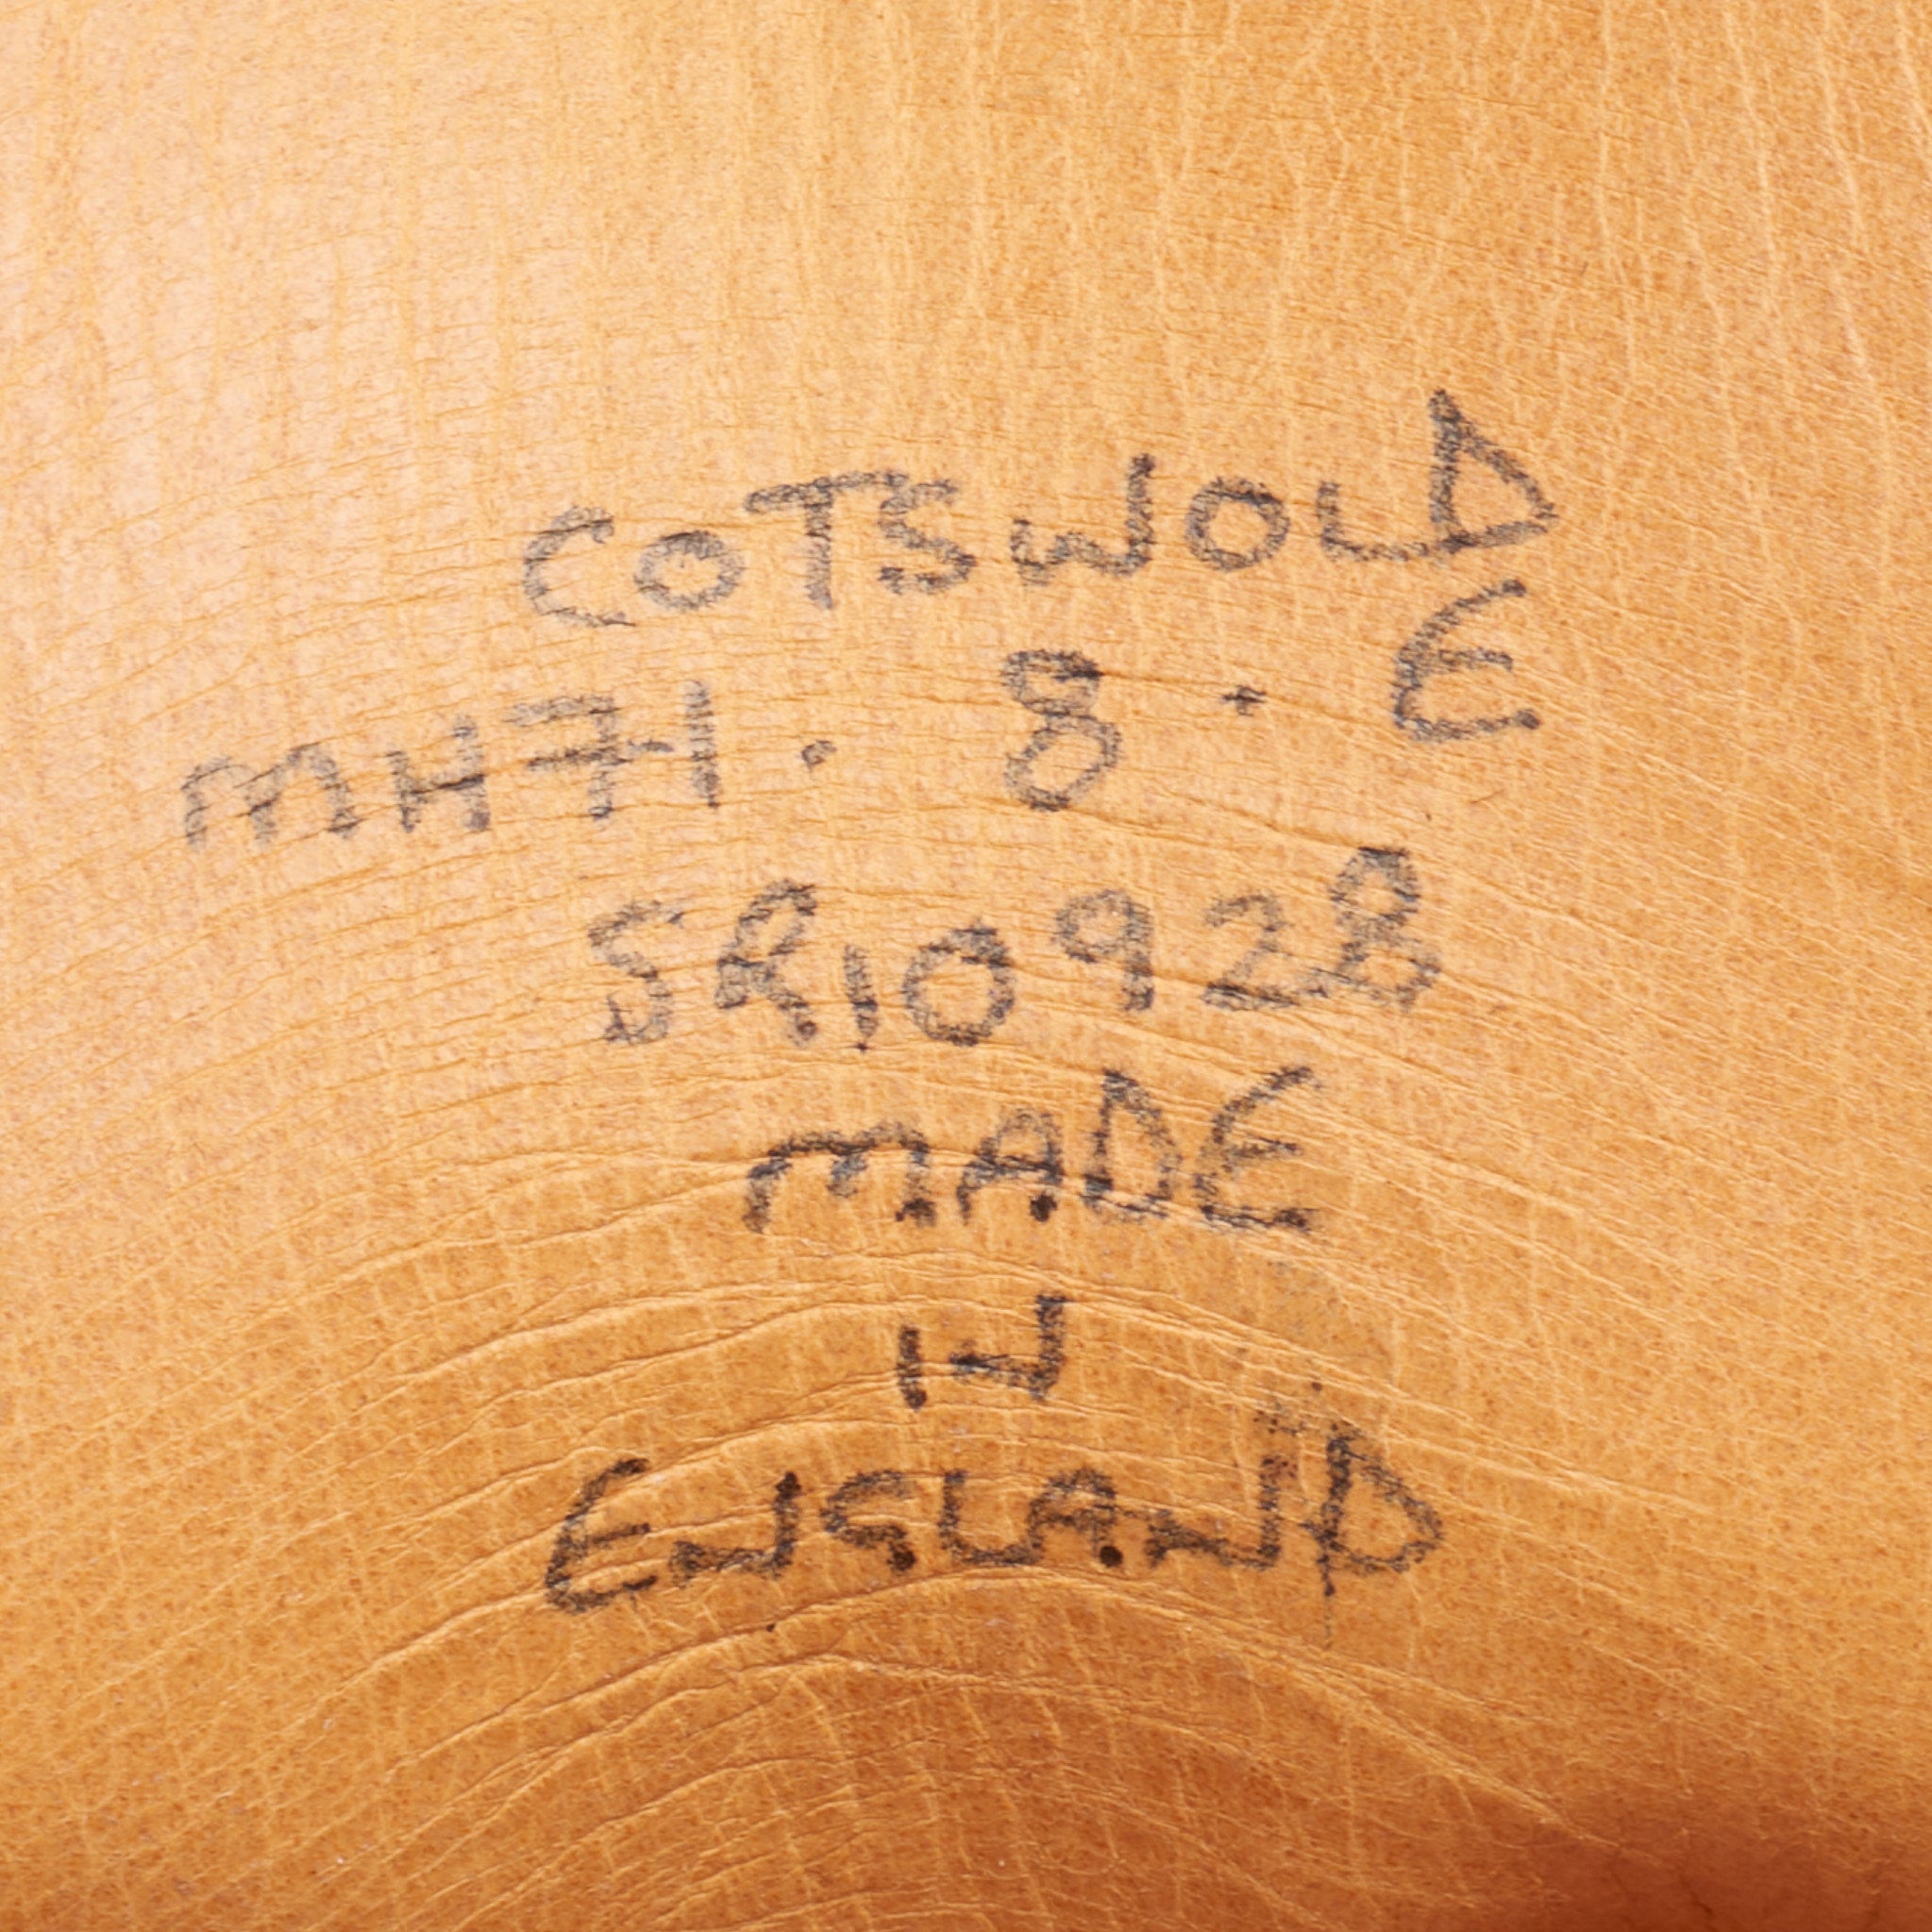 COTSWOLD
MH71. 8 . E
SR10928
MADE
IN
ENGLAND